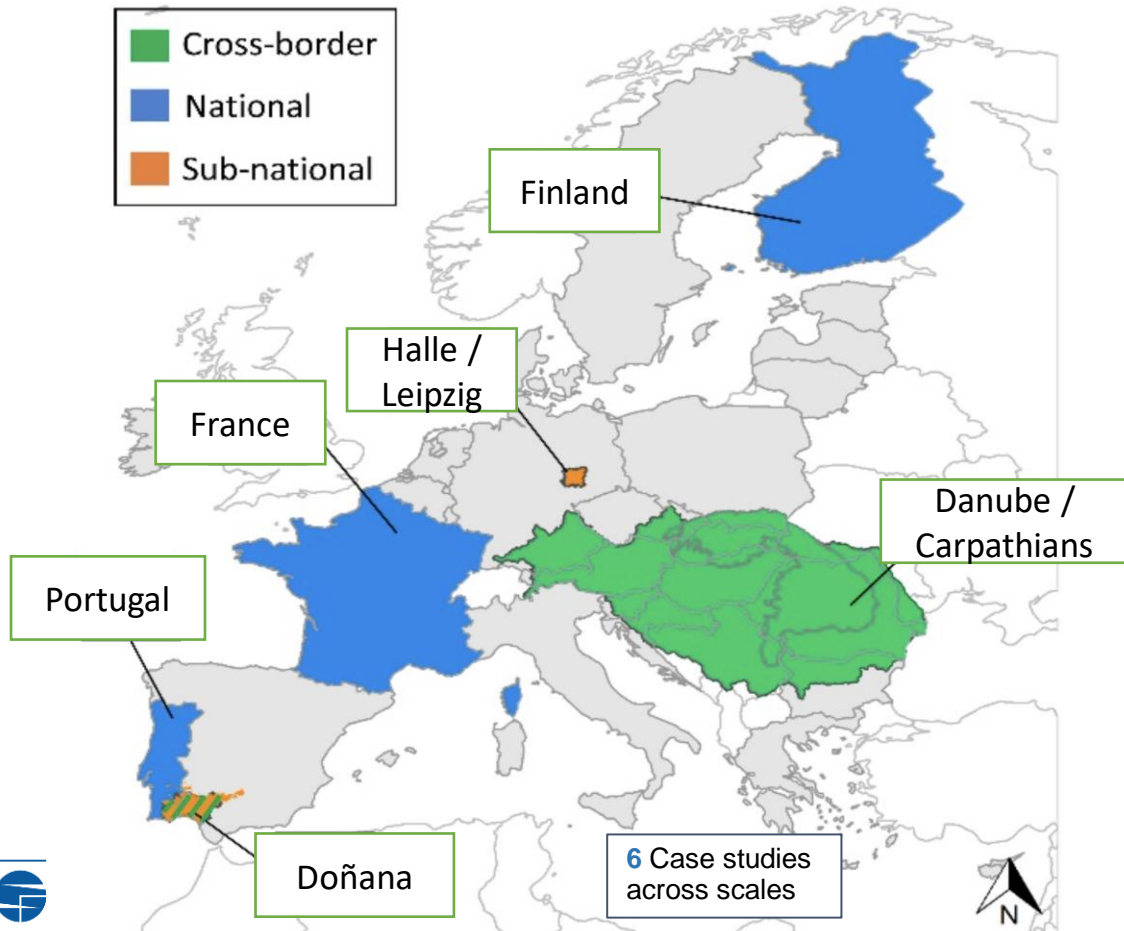 Cross-border
National
Sub-national
Finland
Halle /
Leipzig
France
Danube /
Carpathians
Portugal
Doñana
6 Case studies
across scales
N